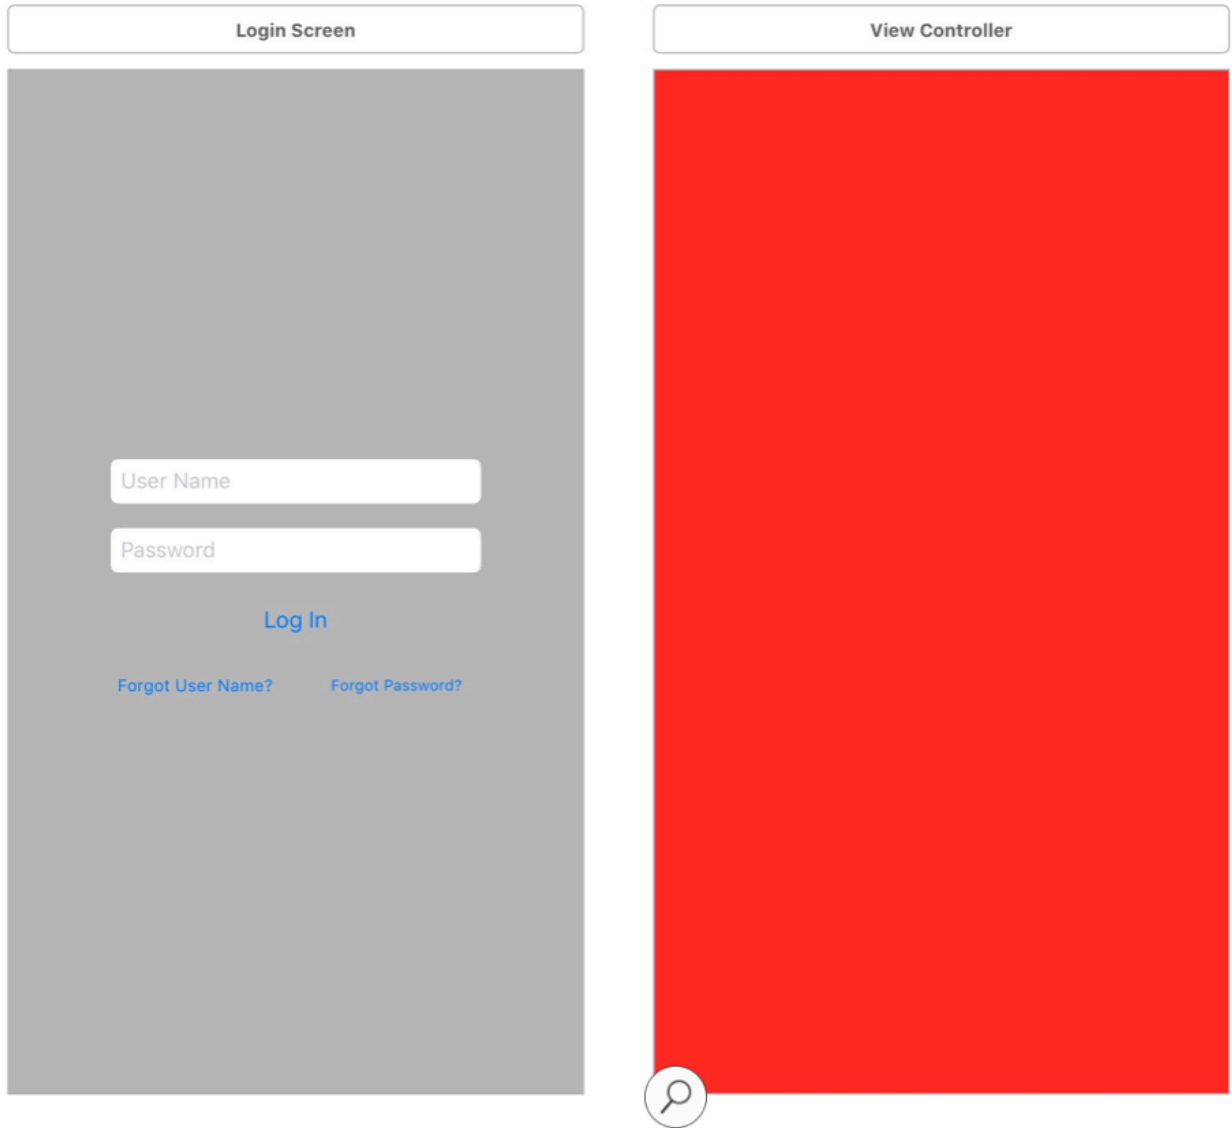 Login Screen
View Controller
User Name
Password
Log In
Forgot User Name?
Forgot Password?